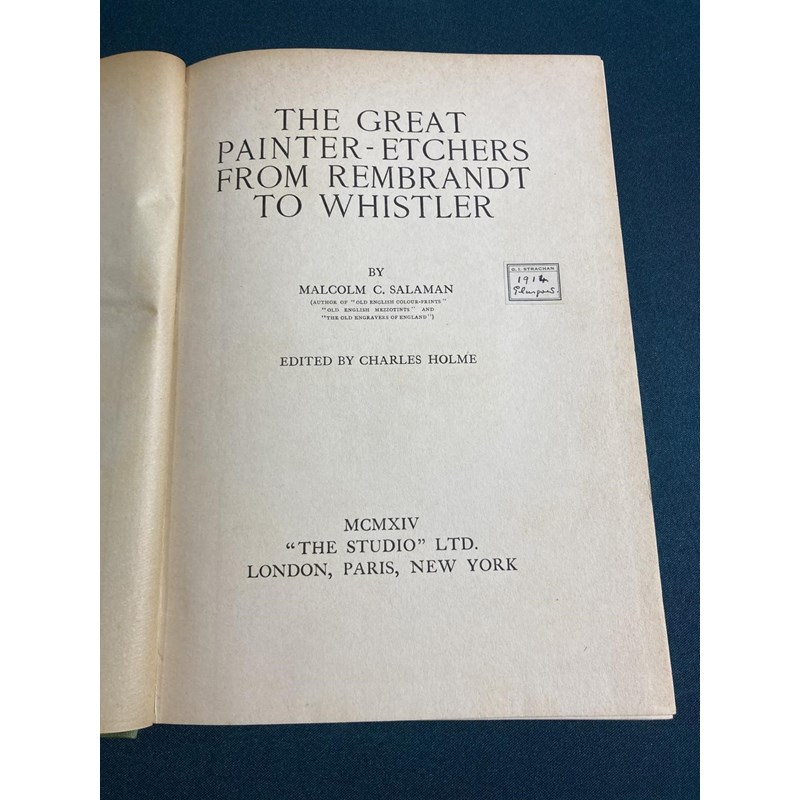 THE GREAT
PAINTER-ETCHERS
FROM REMBRANDT
TO WHISTLER
BY
MALCOLM C. SALAMAN
(AUTHOR OF "OLD ENGLISH COLOUR-PRINTS"
"OLD ENGLISH MEZZOTINTS" AND
"THE OLD ENGRAVERS OF ENGLAND")
G. I. STRACHAN
1914
EDITED BY CHARLES HOLME
MCMXIV
"THE STUDIO" LTD.
LONDON, PARIS, NEW YORK